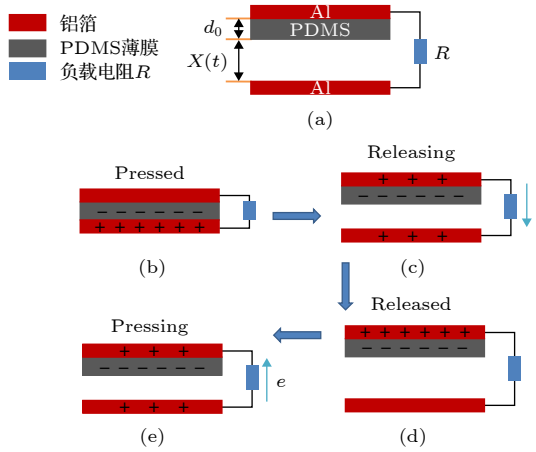 铝箔
PDMS薄膜
负载电阻R
Al
d₀
PDMS
X(t)
R
Al
(a)
Pressed
− − − − − −
+ + + + + +
(b)
Releasing
+ + +
− − − − − −
+ + +
(c)
Pressing
+ + +
− − − − − −
e
+ + +
(e)
Released
+ + + + + +
− − − − − −
(d)